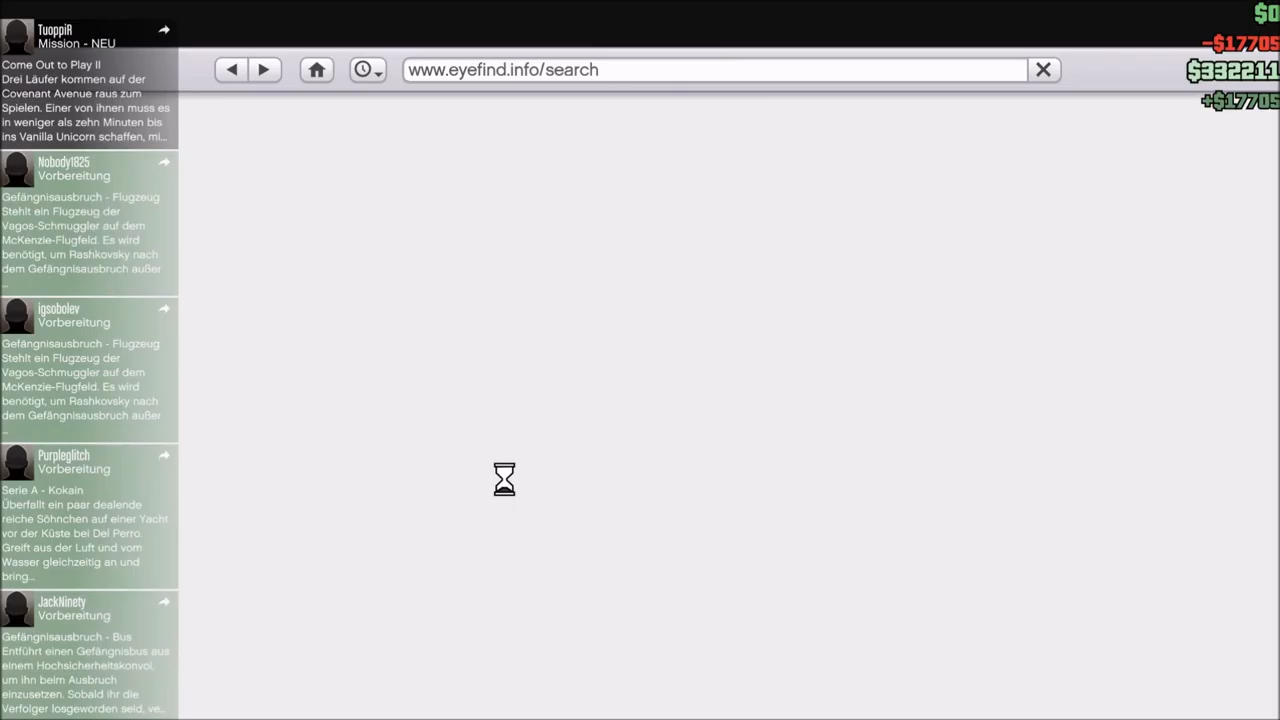 TuoppiR
Mission - NEU
Come Out to Play II
Drei Läufer kommen auf der
Covenant Avenue raus zum
Spielen. Einer von ihnen muss es
in weniger als zehn Minuten bis
ins Vanilla Unicorn schaffen, mi...
Nobody1825
Vorbereitung
Gefängnisausbruch - Flugzeug
Stehlt ein Flugzeug der
Vagos-Schmuggler auf dem
McKenzie-Flugfeld. Es wird
benötigt, um Rashkovsky nach
dem Gefängnisausbruch außer
...
igsobolev
Vorbereitung
Gefängnisausbruch - Flugzeug
Stehlt ein Flugzeug der
Vagos-Schmuggler auf dem
McKenzie-Flugfeld. Es wird
benötigt, um Rashkovsky nach
dem Gefängnisausbruch außer
...
Purpleglitch
Vorbereitung
Serie A - Kokain
Überfallt ein paar dealende
reiche Söhnchen auf einer Yacht
vor der Küste bei Del Perro.
Greift aus der Luft und vom
Wasser gleichzeitig an und
bring...
JackNinety
Vorbereitung
Gefängnisausbruch - Bus
Entführt einen Gefängnisbus aus
einem Hochsicherheitskonvoi,
um ihn beim Ausbruch
einzusetzen. Sobald ihr die
Verfolger losgeworden seid, ve...
www.eyefind.info/search
$0
-$17705
$332211
+$17705